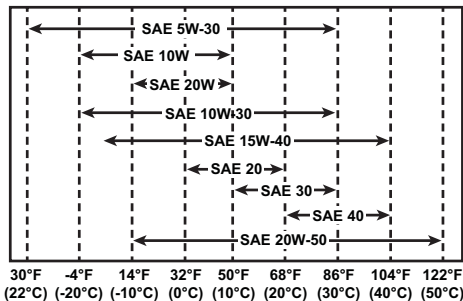 SAE 5W-30
SAE 10W
SAE 20W
SAE 10W-30
SAE 15W-40
SAE 20
SAE 30
SAE 40
SAE 20W-50
30°F -4°F 14°F 32°F 50°F 68°F 86°F 104°F 122°F
(22°C) (-20°C) (-10°C) (0°C) (10°C) (20°C) (30°C) (40°C) (50°C)